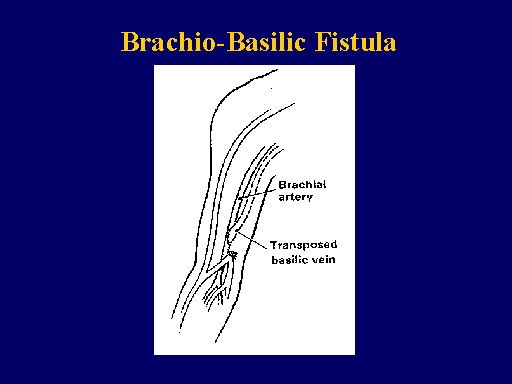 Brachio-Basilic Fistula
Brachial
artery
Transposed
basilic vein